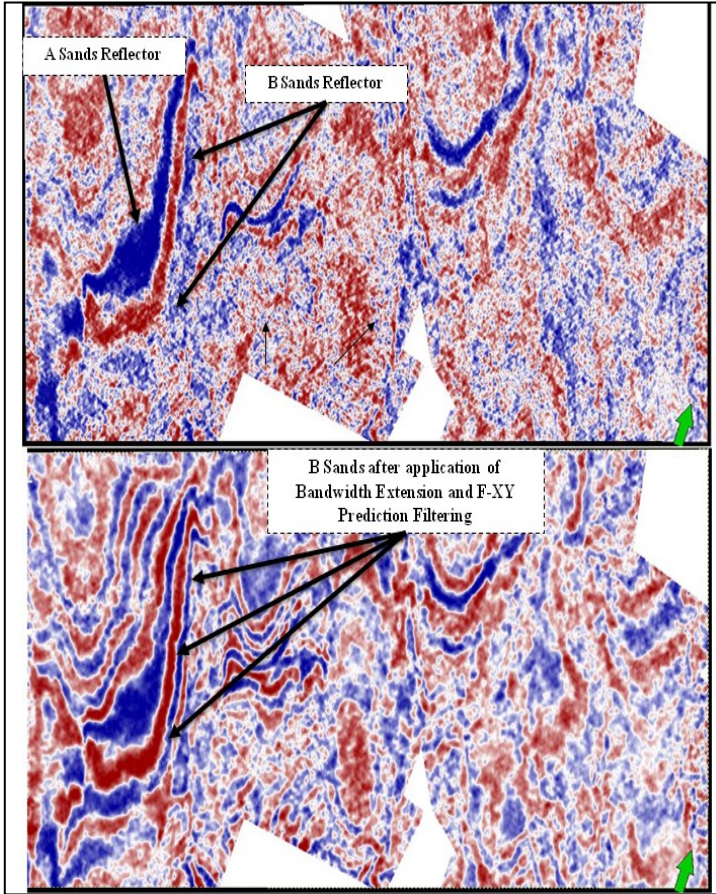 A Sands Reflector
B Sands Reflector
B Sands after application of
Bandwidth Extension and F-XY
Prediction Filtering